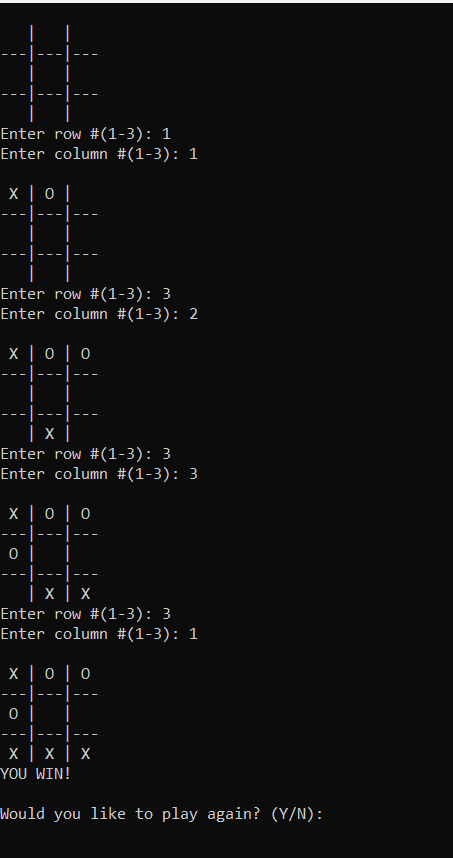 |   |
---|---|---
   |   |
---|---|---
   |   |
Enter row #(1-3): 1
Enter column #(1-3): 1

 X | O |
---|---|---
   |   |
---|---|---
   |   |
Enter row #(1-3): 3
Enter column #(1-3): 2

 X | O | O
---|---|---
   |   |
---|---|---
   | X |
Enter row #(1-3): 3
Enter column #(1-3): 3

 X | O | O
---|---|---
 O |   |
---|---|---
   | X | X
Enter row #(1-3): 3
Enter column #(1-3): 1

 X | O | O
---|---|---
 O |   |
---|---|---
 X | X | X
YOU WIN!

Would you like to play again? (Y/N):